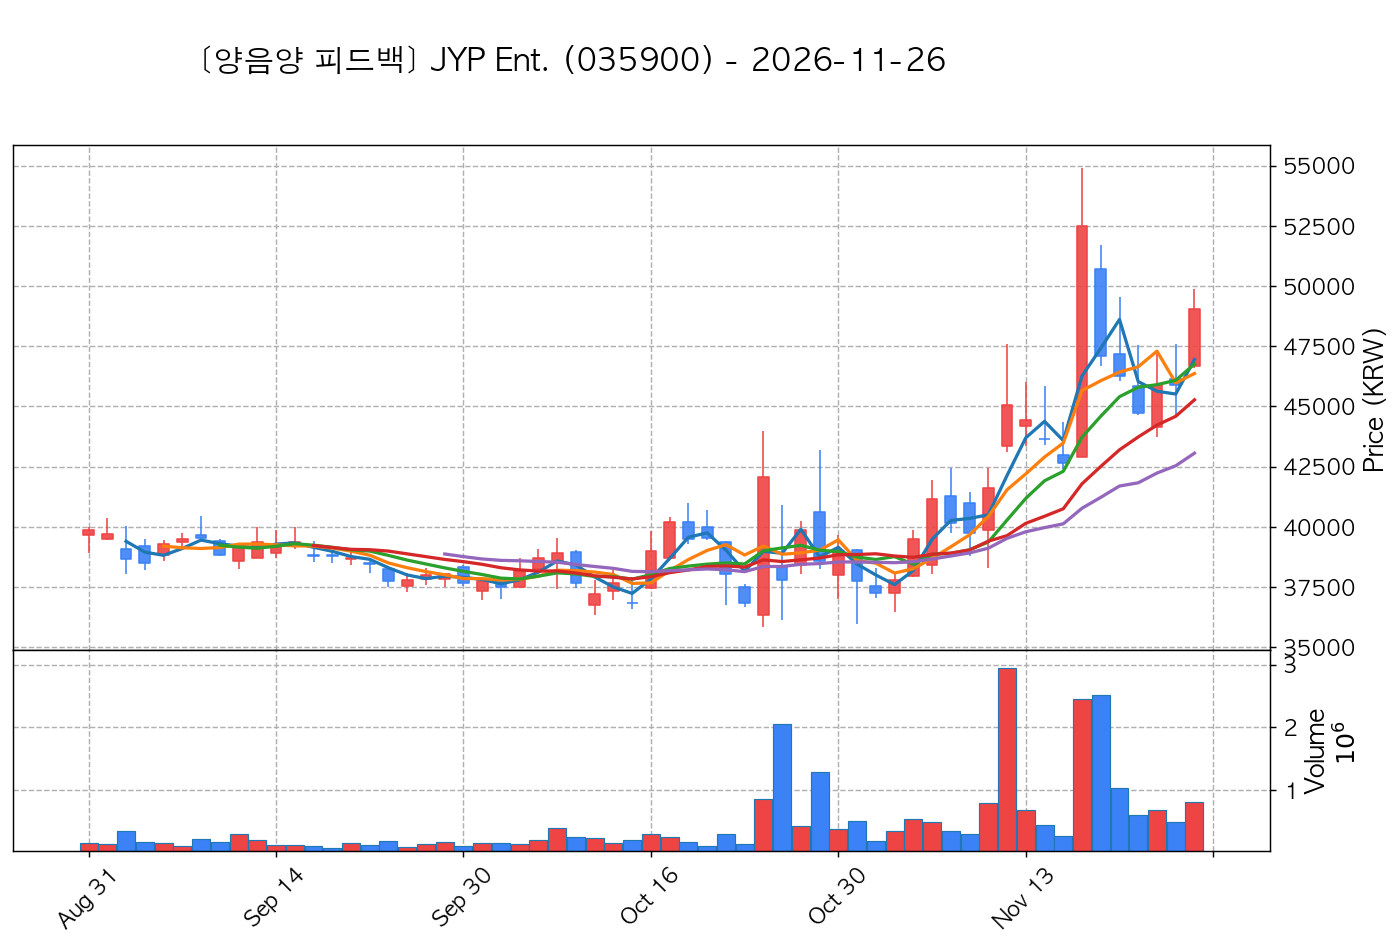 [양음양 피드백] JYP Ent. (035900) - 2026-11-26
55000
52500
50000
47500
45000
42500
40000
37500
35000
Price (KRW)
3
2
1
Volume
10^6
Aug 31
Sep 14
Sep 30
Oct 16
Oct 30
Nov 13